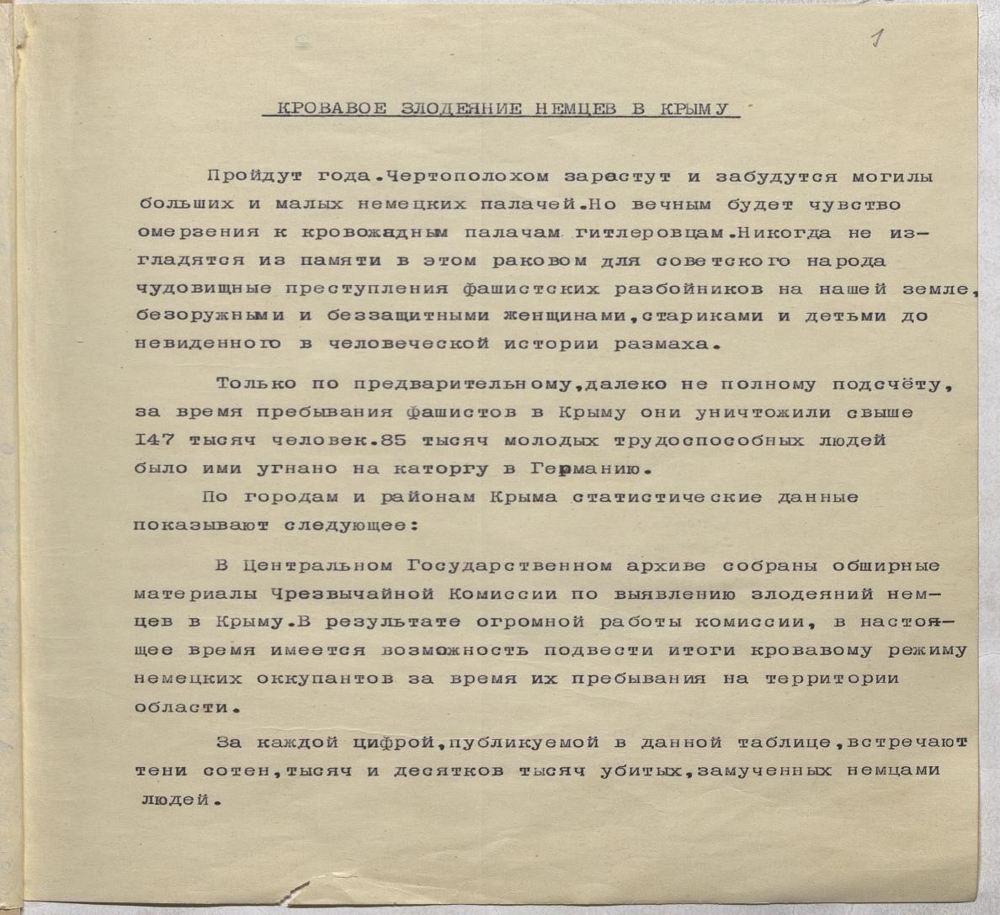 1
КРОВАВОЕ ЗЛОДЕЯНИЕ НЕМЦЕВ В КРЫМУ
Пройдут года.Чертополохом зарастут и забудутся могилы
больших и малых немецких палачей.Но вечным будет чувство
омерзения к кровожадным палачам гитлеровцам.Никогда не из-
гладятся из памяти в этом раковом для советского народа
чудовищные преступления фашистских разбойников на нашей земле,
безоружными и беззащитными женщинами,стариками и детьми до
невиденного в человеческой истории размаха.
Только по предварительному,далеко не полному подсчёту,
за время пребывания фашистов в Крыму они уничтожили свыше
147 тысяч человек.85 тысяч молодых трудоспособных людей
было ими угнано на каторгу в Германию.
По городам и районам Крыма статистические данные
показывают следующее:
В Центральном Государственном архиве собраны обширные
материалы Чрезвычайной Комиссии по выявлению злодеяний нем-
цев в Крыму.В результате огромной работы комиссии, в настоя-
щее время имеется возможность подвести итоги кровавому режиму
немецких оккупантов за время их пребывания на территории
области.
За каждой цифрой,публикуемой в данной таблице,встречают
тени сотен,тысяч и десятков тысяч убитых,замученных немцами
людей.